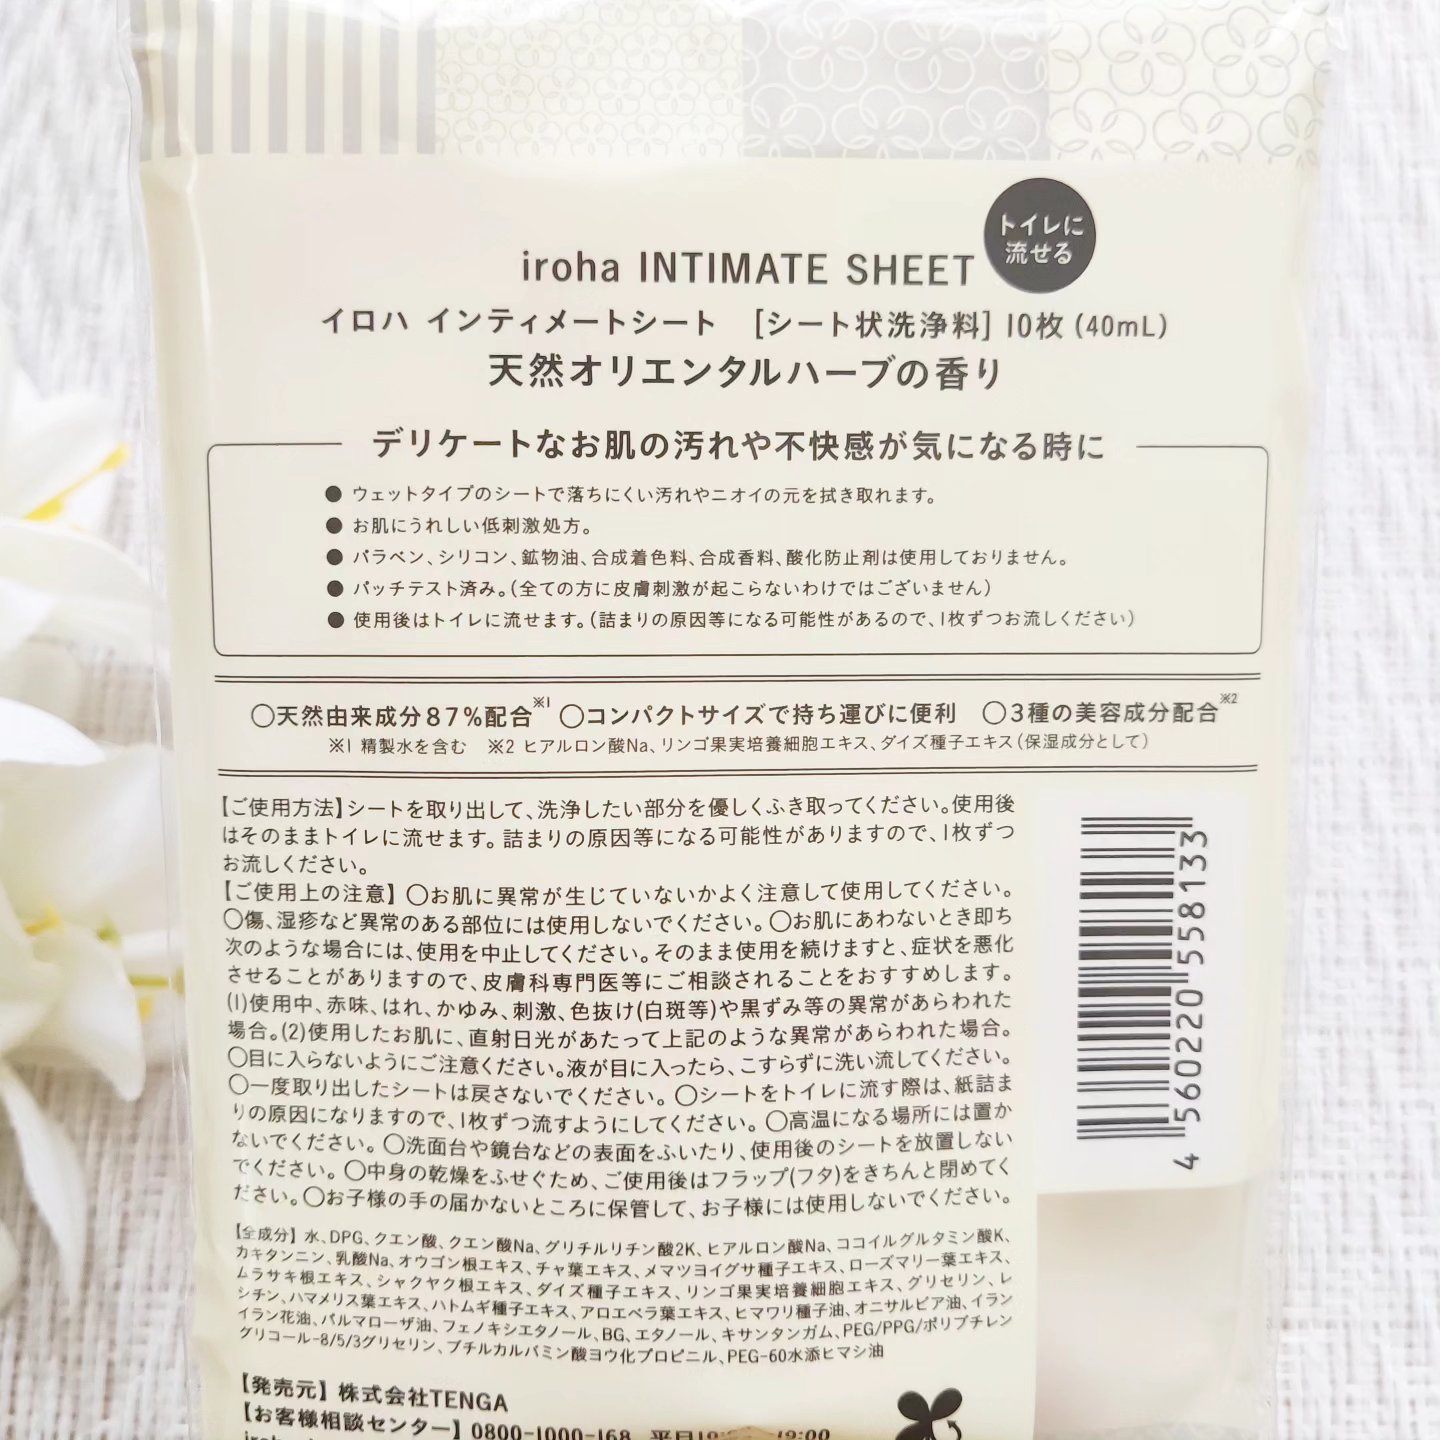 トイレに
流せる
iroha INTIMATE SHEET
イロハ インティメートシート [シート状洗浄料] 10枚(40mL)
天然オリエンタルハーブの香り
デリケートなお肌の汚れや不快感が気になる時に
● ウェットタイプのシートで落ちにくい汚れやニオイの元を拭き取れます。
● お肌にうれしい低刺激処方。
● パラベン、シリコン、鉱物油、合成着色料、合成香料、酸化防止剤は使用しておりません。
● パッチテスト済み。(全ての方に皮膚刺激が起こらないわけではございません)
● 使用後はトイレに流せます。(詰まりの原因等になる可能性があるので、1枚ずつお流しください)
○天然由来成分87%配合※1 ○コンパクトサイズで持ち運びに便利 ○3種の美容成分配合※2
※1 精製水を含む ※2 ヒアルロン酸Na、リンゴ果実培養細胞エキス、ダイズ種子エキス(保湿成分として)
【ご使用方法】シートを取り出して、洗浄したい部分を優しくふき取ってください。使用後
はそのままトイレに流せます。詰まりの原因等になる可能性がありますので、1枚ずつ
お流しください。
【ご使用上の注意】○お肌に異常が生じていないかよく注意して使用してください。
○傷、湿疹など異常のある部位には使用しないでください。○お肌にあわないとき即ち
次のような場合には、使用を中止してください。そのまま使用を続けますと、症状を悪化
させることがありますので、皮膚科専門医等にご相談されることをおすすめします。
(1)使用中、赤味、はれ、かゆみ、刺激、色抜け(白斑等)や黒ずみ等の異常があらわれた
場合。(2)使用したお肌に、直射日光があたって上記のような異常があらわれた場合。
○目に入らないようにご注意ください。液が目に入ったら、こすらずに洗い流してください。
○一度取り出したシートは戻さないでください。○シートをトイレに流す際は、紙詰ま
りの原因になりますので、1枚ずつ流すようにしてください。○高温になる場所には置か
ないでください。○洗面台や鏡台などの表面をふいたり、使用後のシートを放置しない
でください。○中身の乾燥をふせぐため、ご使用後はフラップ(フタ)をきちんと閉めてく
ださい。○お子様の手の届かないところに保管して、お子様には使用しないでください。
【全成分】水、DPG、クエン酸、クエン酸Na、グリチルリチン酸2K、ヒアルロン酸Na、ココイルグルタミン酸K、
カキタンニン、乳酸Na、オウゴン根エキス、チャ葉エキス、メマツヨイグサ種子エキス、ローズマリー葉エキス、
ムラサキ根エキス、シャクヤク根エキス、ダイズ種子エキス、リンゴ果実培養細胞エキス、グリセリン、レ
シチン、ハマメリス葉エキス、ハトムギ種子エキス、アロエベラ葉エキス、ヒマワリ種子油、オニサルビア油、イラン
イラン花油、パルマローザ油、フェノキシエタノール、BG、エタノール、キサンタンガム、PEG/PPG/ポリブチレン
グリコール-8/5/3グリセリン、ブチルカルバミン酸ヨウ化プロピニル、PEG-60水添ヒマシ油
【発売元】株式会社TENGA
【お客様相談センター】0800-1000-168 平日
4 560220 558133